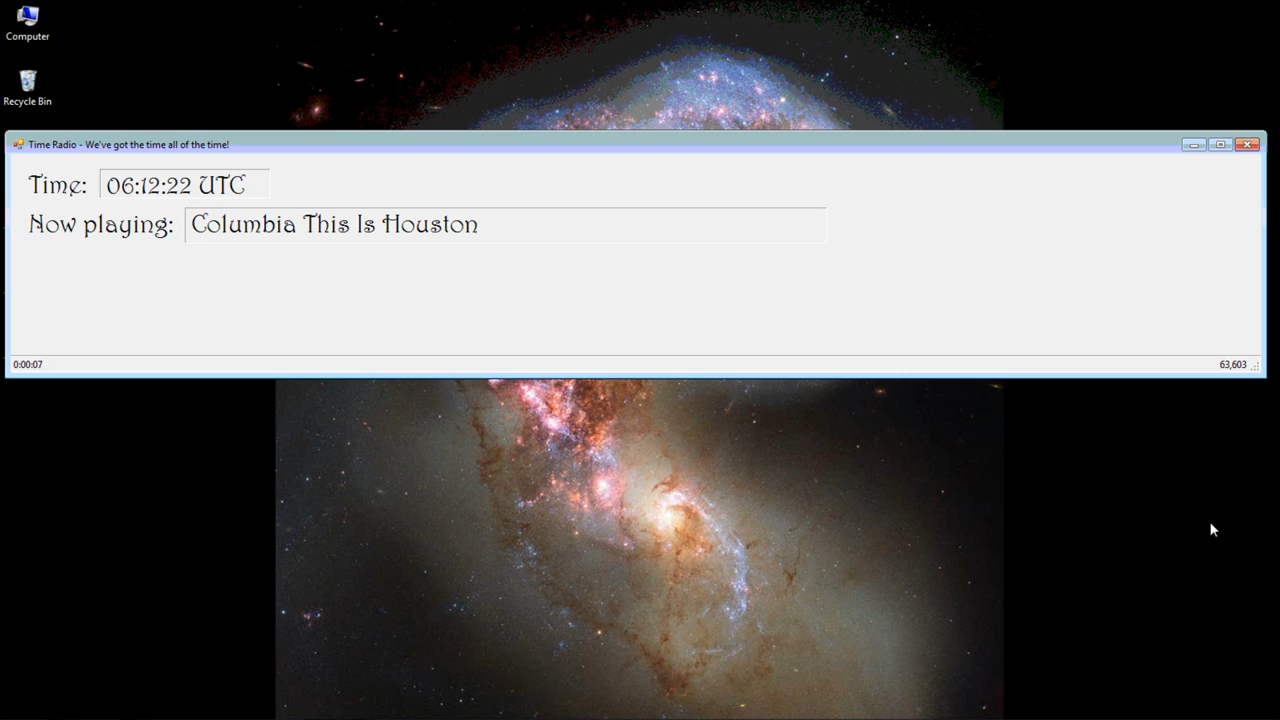 Computer
Recycle Bin
Time Radio - We've got the time all of the time!
Time: 06:12:22 UTC
Now playing: Columbia This Is Houston
0:00:07 63,603